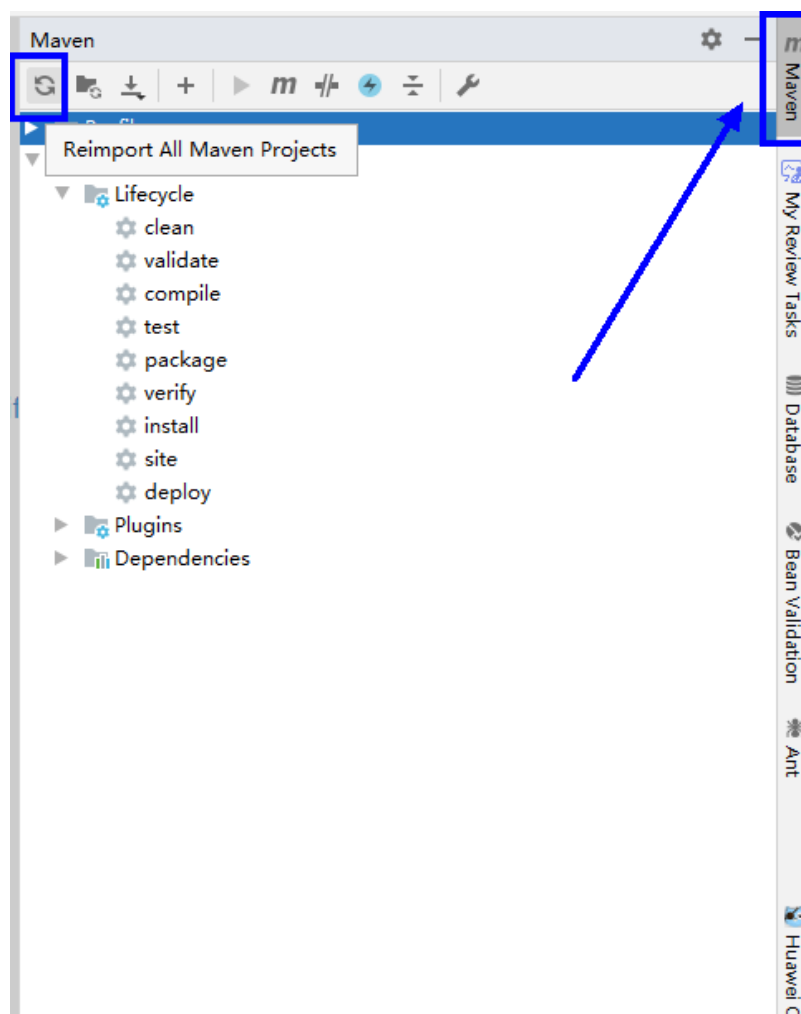 Maven
Reimport All Maven Projects
Lifecycle
clean
validate
compile
test
package
verify
install
site
deploy
Plugins
Dependencies
Maven
My Review Tasks
Database
Bean Validation
Ant
Huawei